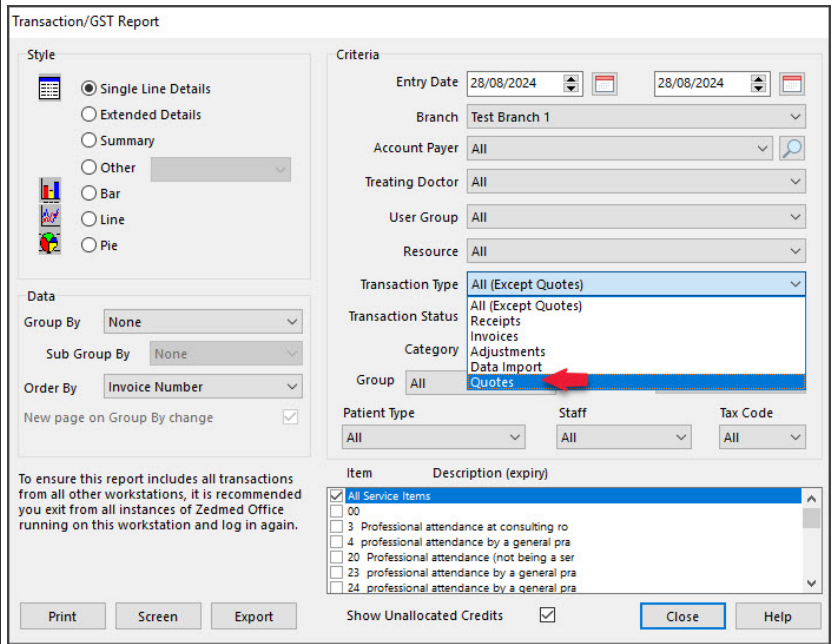 Transaction/GST Report
Style
Single Line Details
Extended Details
Summary
Other
Bar
Line
Pie
Data
Group By None
Sub Group By None
Order By Invoice Number
New page on Group By change
To ensure this report includes all transactions
from all other workstations, it is recommended
you exit from all instances of Zedmed Office
running on this workstation and log in again.
Criteria
Entry Date 28/08/2024 28/08/2024
Branch Test Branch 1
Account Payer All
Treating Doctor All
User Group All
Resource All
Transaction Type All (Except Quotes)
All (Except Quotes)
Receipts
Invoices
Adjustments
Data Import
Quotes
Transaction Status
Category
Group All
Patient Type Staff Tax Code
All All All
Item Description (expiry)
All Service Items
00
3 Professional attendance at consulting ro
4 professional attendance by a general pra
20 Professional attendance (not being a ser
23 professional attendance by a general pra
24 professional attendance by a general pra
Print Screen Export Show Unallocated Credits Close Help